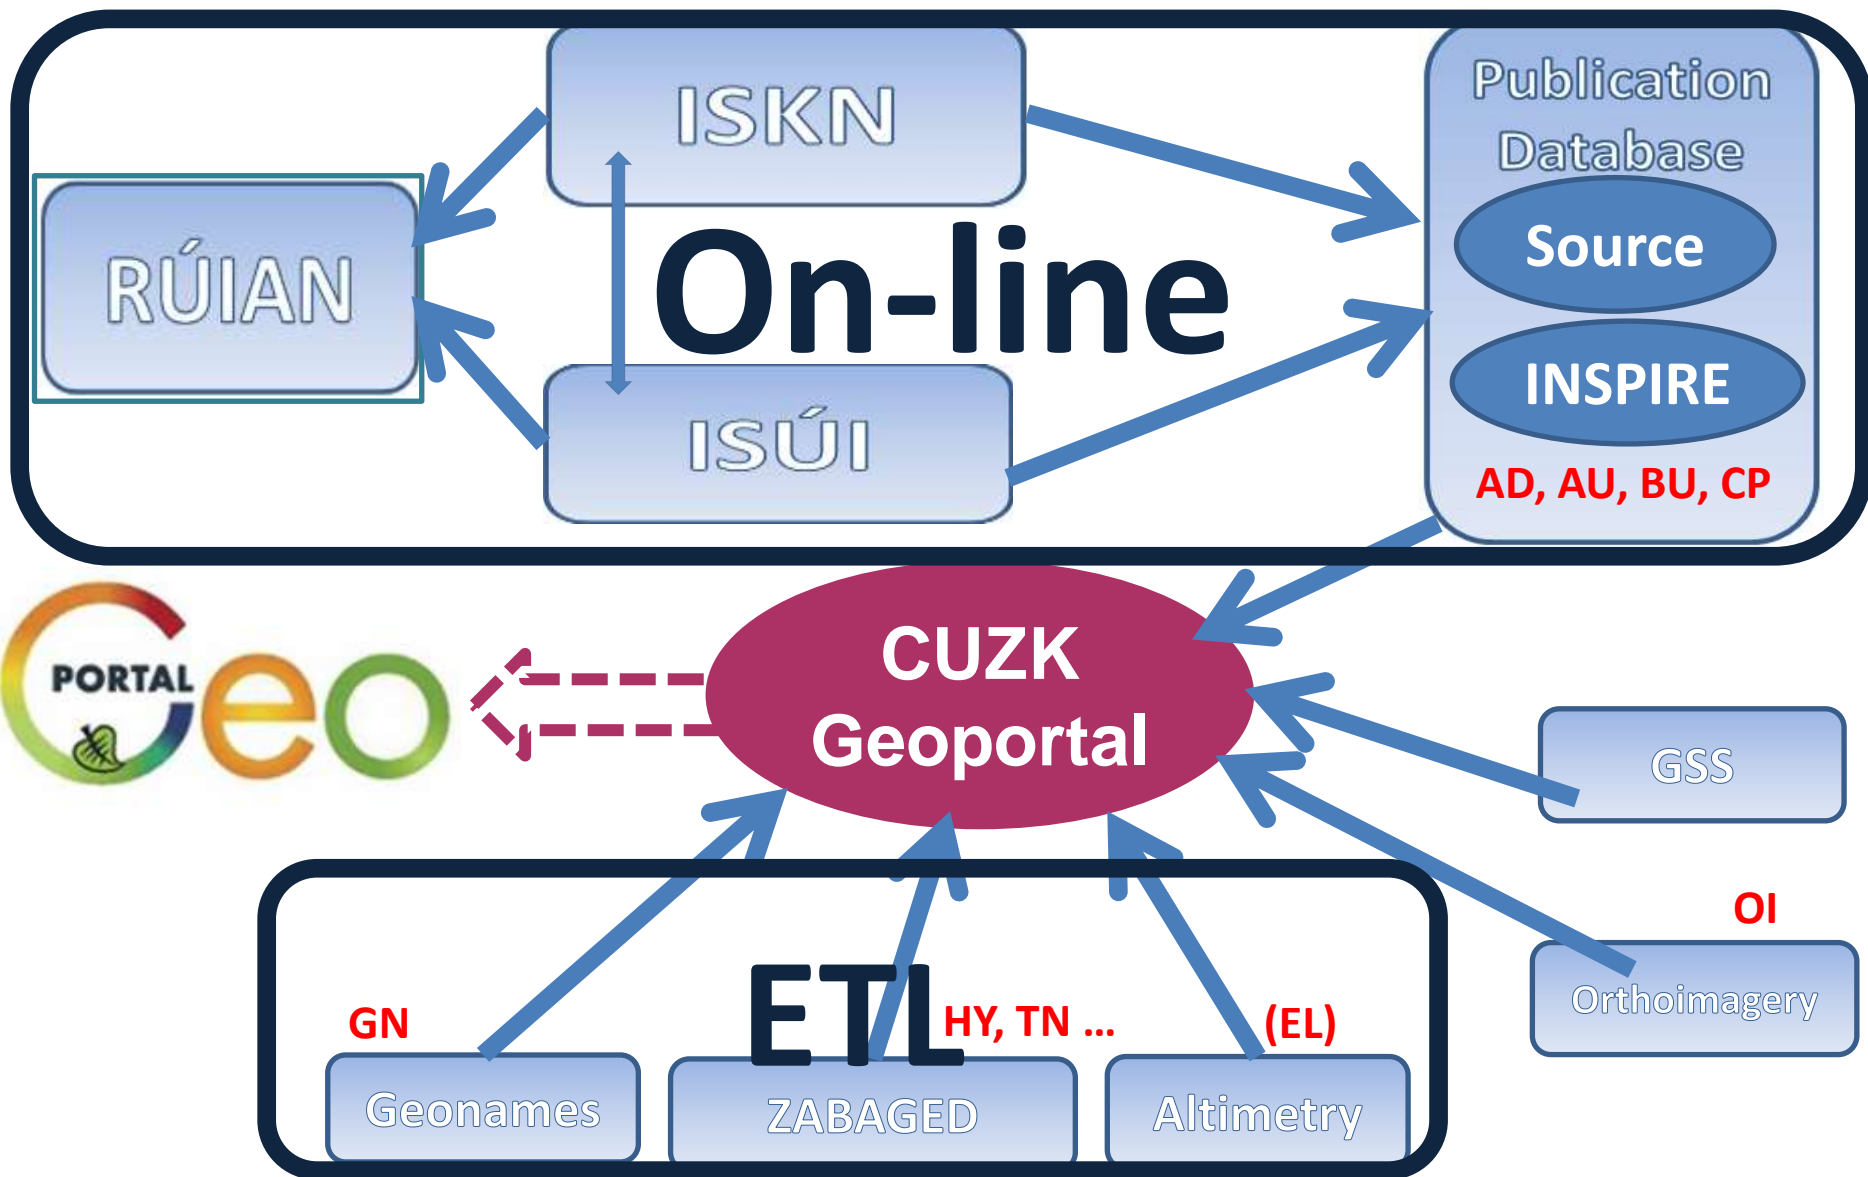 ISKN
Publication
Database
Source
RÚIAN
On-line
INSPIRE
ISÚI
AD, AU, BU, CP
PORTAL
Geo
CUZK
Geoportal
GSS
OI
Orthoimagery
GN
ETL
HY, TN ...
(EL)
Geonames
ZABAGED
Altimetry